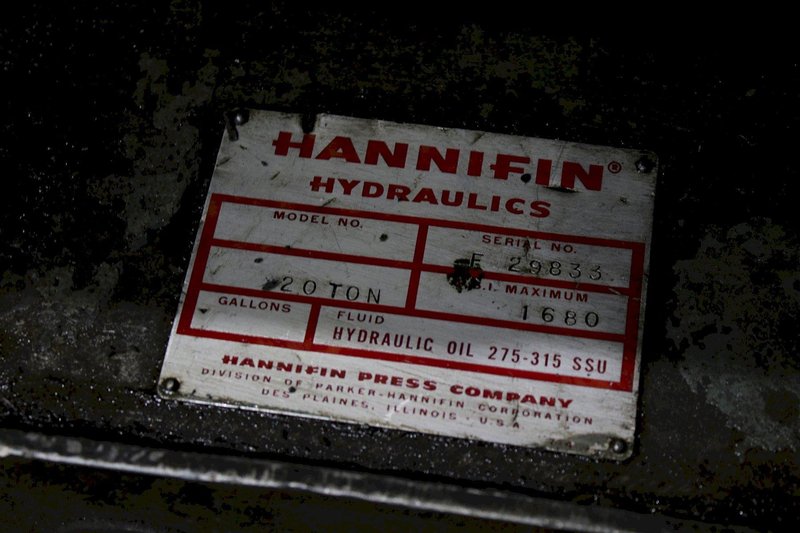 HANNIFIN®
HYDRAULICS
MODEL NO.
SERIAL NO.
F 29833
20 TON
P.S.I. MAXIMUM
1680
GALLONS
FLUID
HYDRAULIC OIL 275-315 SSU
HANNIFIN PRESS COMPANY
DIVISION OF PARKER-HANNIFIN CORPORATION
DES PLAINES, ILLINOIS, U.S.A